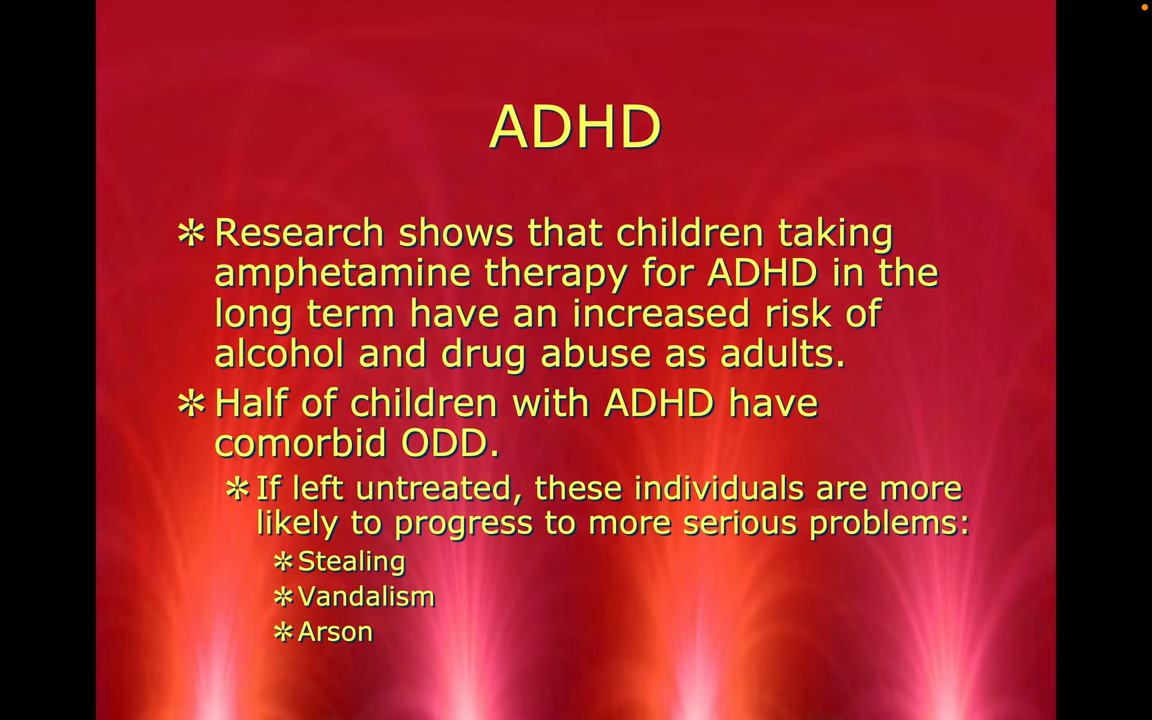 ADHD
✲ Research shows that children taking
amphetamine therapy for ADHD in the
long term have an increased risk of
alcohol and drug abuse as adults.
✲ Half of children with ADHD have
comorbid ODD.
✲ If left untreated, these individuals are more
likely to progress to more serious problems:
✲ Stealing
✲ Vandalism
✲ Arson